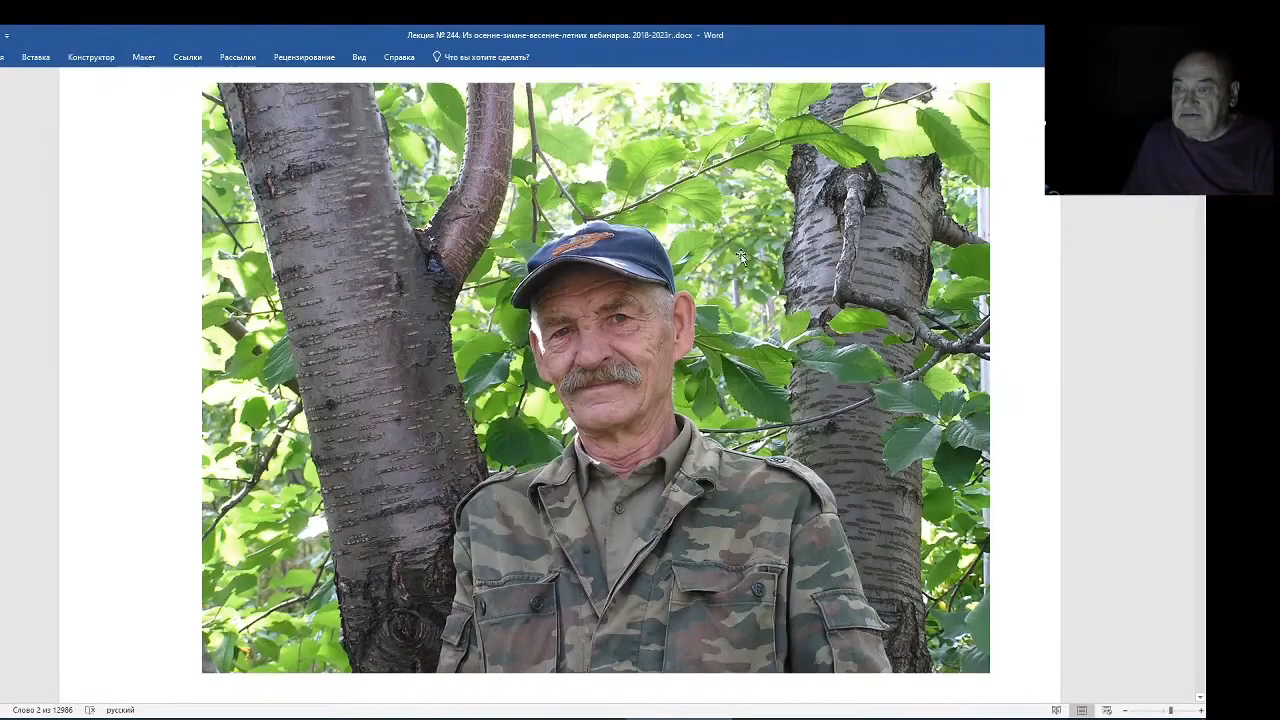 Лекция № 244. Из осенне-зимне-весенне-летних вебинаров. 2018-2023г..docx - Word
Вставка Конструктор Макет Ссылки Рассылки Рецензирование Вид Справка Что вы хотите сделать?
Слово 2 из 12986 русский